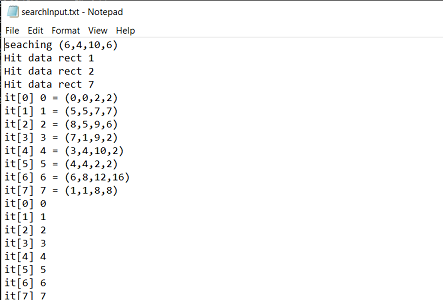 searchInput.txt - Notepad
File Edit Format View Help
seaching (6,4,10,6)
Hit data rect 1
Hit data rect 2
Hit data rect 7
it[0] 0 = (0,0,2,2)
it[1] 1 = (5,5,7,7)
it[2] 2 = (8,5,9,6)
it[3] 3 = (7,1,9,2)
it[4] 4 = (3,4,10,2)
it[5] 5 = (4,4,2,2)
it[6] 6 = (6,8,12,16)
it[7] 7 = (1,1,8,8)
it[0] 0
it[1] 1
it[2] 2
it[3] 3
it[4] 4
it[5] 5
it[6] 6
it[7] 7